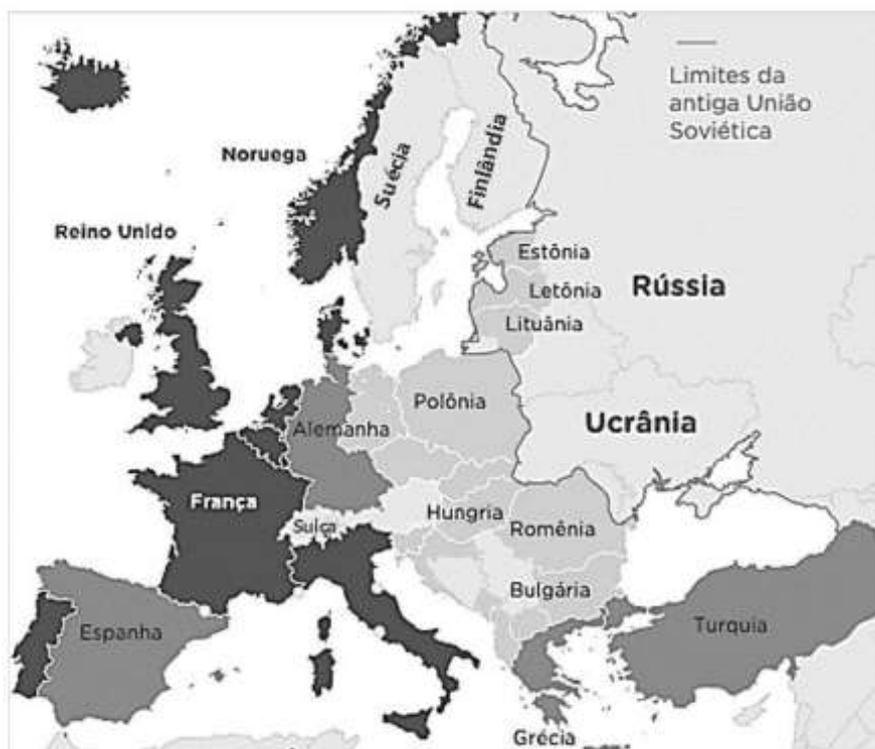 Limites da
antiga União
Soviética
Noruega
Suécia
Finlândia
Reino Unido
Estônia
Letônia
Lituânia
Rússia
Polônia
Alemanha
Ucrânia
França
Suíça
Hungria
Romênia
Bulgária
Espanha
Turquia
Grécia